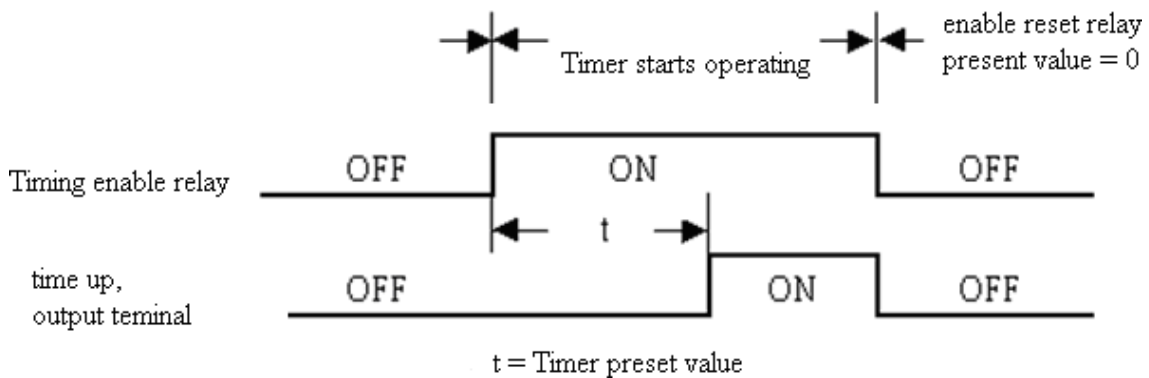 enable reset relay
present value = 0
Timer starts operating
Timing enable relay
OFF
ON
OFF
t
time up,
output teminal
OFF
ON
OFF
t = Timer preset value